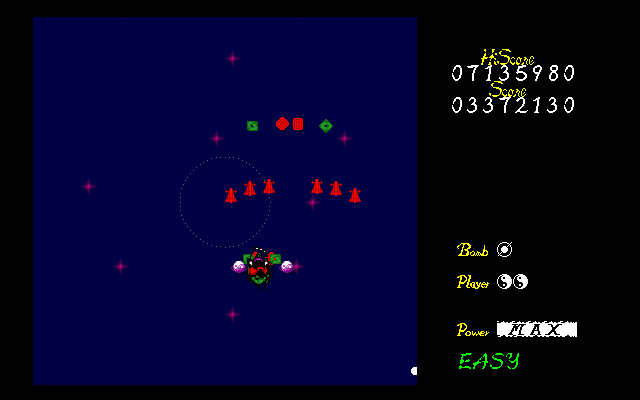 HiScore
07135980
Score
03372130
Bomb
Player
Power MAX
EASY